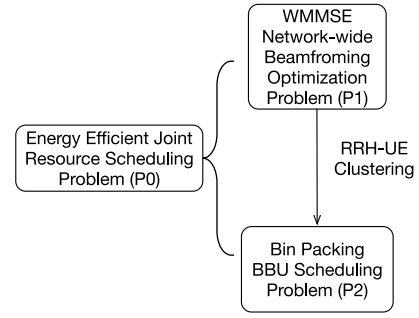 WMMSE
Network-wide
Beamfroming
Optimization
Problem (P1)
Energy Efficient Joint
Resource Scheduling
Problem (P0)
RRH-UE
Clustering
Bin Packing
BBU Scheduling
Problem (P2)